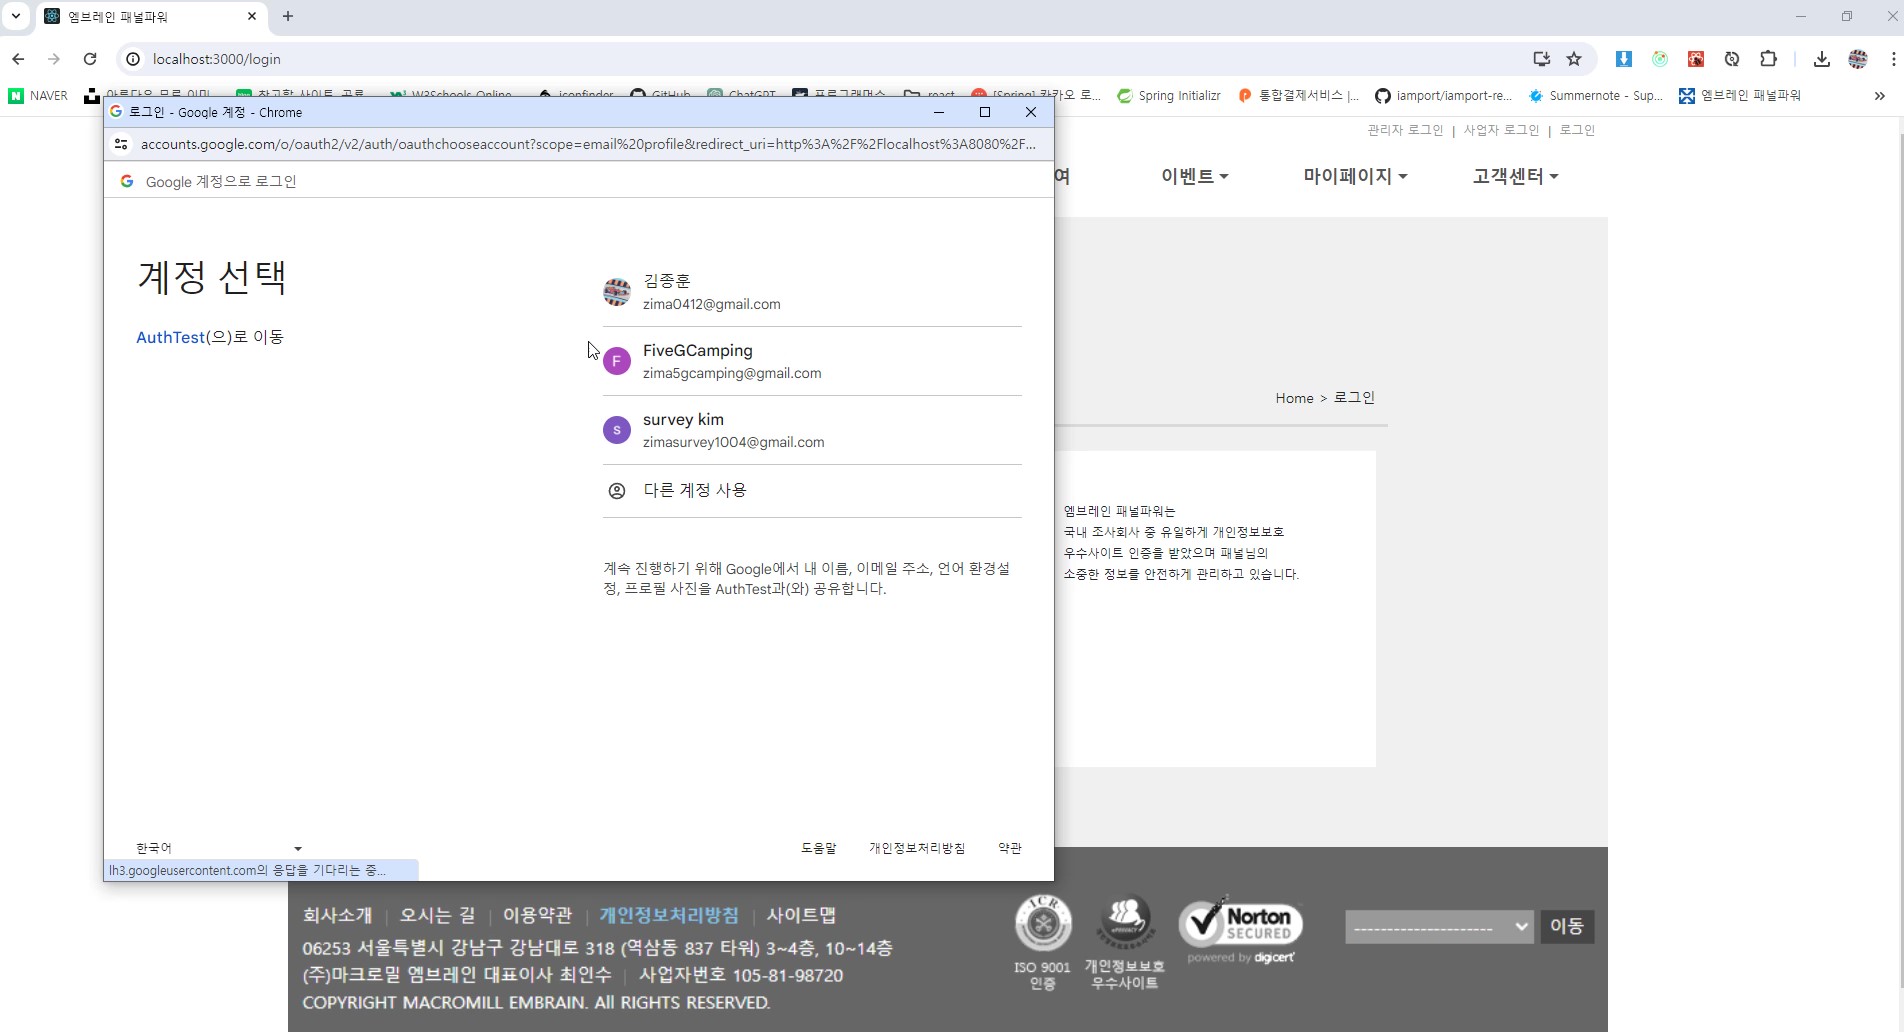 엠브레인 패널파워
localhost:3000/login
NAVER
W3Schools Online
iconfinder
GitHub
ChatGPT
프로그래머스
react
[Spring] 카카오 로...
Spring Initializr
통합결제서비스 |...
iamport/iamport-re...
Summernote - Sup...
엠브레인 패널파워
로그인 - Google 계정 - Chrome
accounts.google.com/o/oauth2/v2/auth/oauthchooseaccount?scope=email%20profile&redirect_uri=http%3A%2F%2Flocalhost%3A8080%2F...
Google 계정으로 로그인
계정 선택
AuthTest(으)로 이동
김종훈
zima0412@gmail.com
F
FiveGCamping
zima5gcamping@gmail.com
s
survey kim
zimasurvey1004@gmail.com
다른 계정 사용
계속 진행하기 위해 Google에서 내 이름, 이메일 주소, 언어 환경설
정, 프로필 사진을 AuthTest과(와) 공유합니다.
한국어
도움말
개인정보처리방침
약관
lh3.googleusercontent.com의 응답을 기다리는 중...
관리자 로그인 | 사업자 로그인 | 로그인
여
이벤트
마이페이지
고객센터
Home > 로그인
엠브레인 패널파워는
국내 조사회사 중 유일하게 개인정보보호
우수사이트 인증을 받았으며 패널님의
소중한 정보를 안전하게 관리하고 있습니다.
회사소개 | 오시는 길 | 이용약관 | 개인정보처리방침 | 사이트맵
06253 서울특별시 강남구 강남대로 318 (역삼동 837 타워) 3~4층, 10~14층
(주)마크로밀 엠브레인 대표이사 최인수 | 사업자번호 105-81-98720
COPYRIGHT MACROMILL EMBRAIN. All RIGHTS RESERVED.
ICR
ISO 9001
인증
개인정보보호
우수사이트
Norton
SECURED
powered by digicert
---------------------
이동